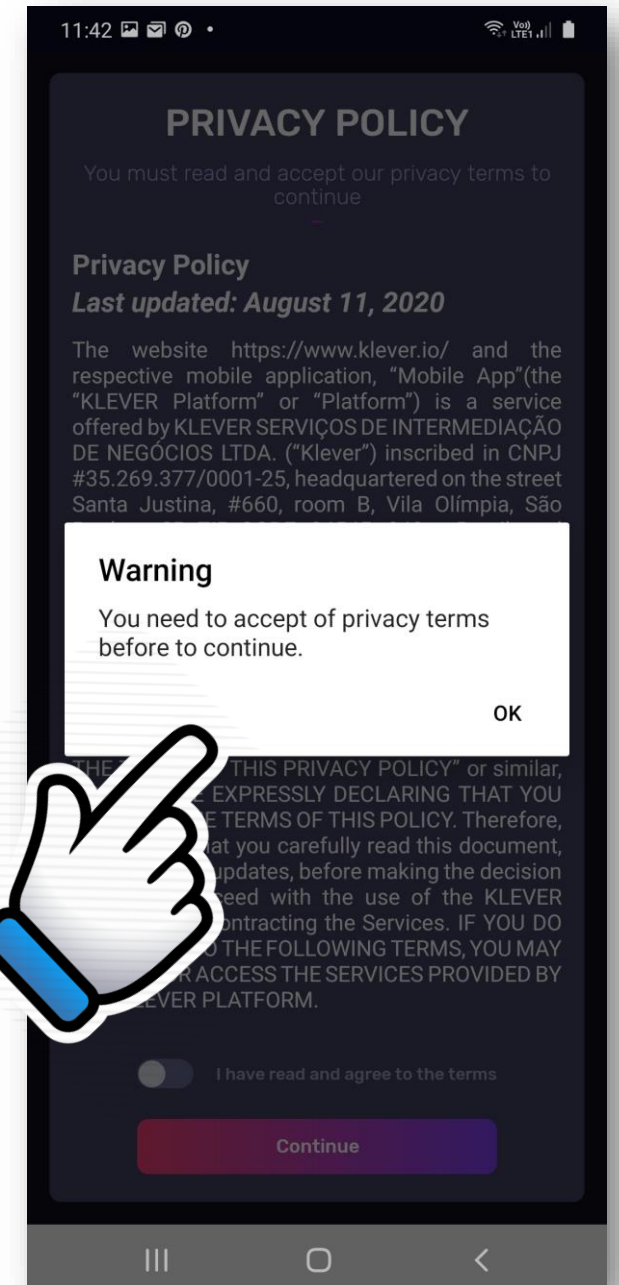 11:42
Vo)) LTE1
PRIVACY POLICY
You must read and accept our privacy terms to
continue
Privacy Policy
Last updated: August 11, 2020
The website https://www.klever.io/ and the
respective mobile application, “Mobile App”(the
“KLEVER Platform” or “Platform”) is a service
offered by KLEVER SERVIÇOS DE INTERMEDIAÇÃO
DE NEGÓCIOS LTDA. (“Klever”) inscribed in CNPJ
#35.269.377/0001-25, headquartered on the street
Santa Justina, #660, room B, Vila Olímpia, São
Warning
You need to accept of privacy terms
before to continue.
OK
THE THIS PRIVACY POLICY” or similar,
EXPRESSLY DECLARING THAT YOU
TERMS OF THIS POLICY. Therefore,
you carefully read this document,
updates, before making the decision
with the use of the KLEVER
contracting the Services. IF YOU DO
THE FOLLOWING TERMS, YOU MAY
ACCESS THE SERVICES PROVIDED BY
PLATFORM.
I have read and agree to the terms
Continue